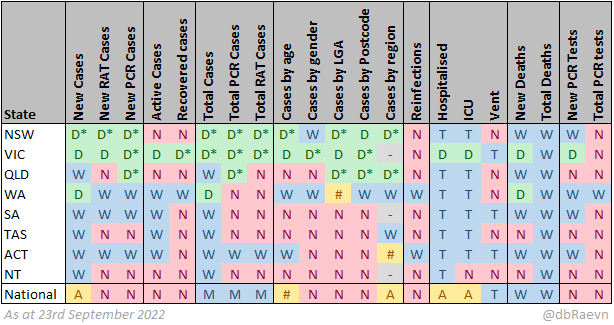 State New Cases New RAT Cases New PCR Cases Active Cases Recovered cases Total Cases Total PCR Cases Total RAT Cases Cases by age Cases by gender Cases by LGA Cases by Postcode Cases by region Reinfections Hospitalised ICU Vent New Deaths Total Deaths New PCR Tests Total PCR tests
NSW D* D* D* N N D* D* D* D* W D* D D* N T T N W W W N
VIC D D D* D D* D* D* D* D D* D D* - N D D T D W D N
QLD W N D* N N W D* N N N D* D* D* N T T N W W N N
WA D W W W N D N N W W # W W W T T N D W W W
SA W W W W N W N N N N N N - N T T T W W N N
TAS W N N W N W N N N N N N W N T T N W W N N
ACT W W W W N W W W W N N N # W T T T W W N N
NT W N N N N W N N N N N N - N T N N N N N N
National A N N N N M M M # N N N A N A A T W W N N
As at 23rd September 2022 @dbRaevn